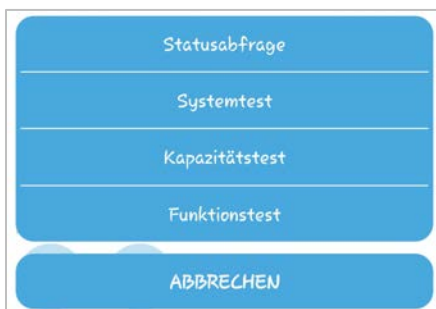 Statusabfrage
Systemtest
Kapazitätstest
Funktionstest
ABBRECHEN